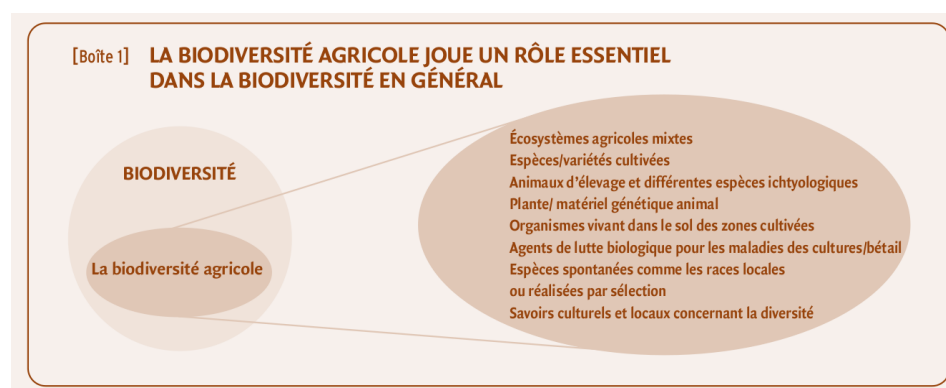 [Boîte 1] LA BIODIVERSITÉ AGRICOLE JOUE UN RÔLE ESSENTIEL
DANS LA BIODIVERSITÉ EN GÉNÉRAL
BIODIVERSITÉ
La biodiversité agricole
Écosystèmes agricoles mixtes
Espèces/variétés cultivées
Animaux d'élevage et différentes espèces ichtyologiques
Plante/ matériel génétique animal
Organismes vivant dans le sol des zones cultivées
Agents de lutte biologique pour les maladies des cultures/bétail
Espèces spontanées comme les races locales
ou réalisées par sélection
Savoirs culturels et locaux concernant la diversité